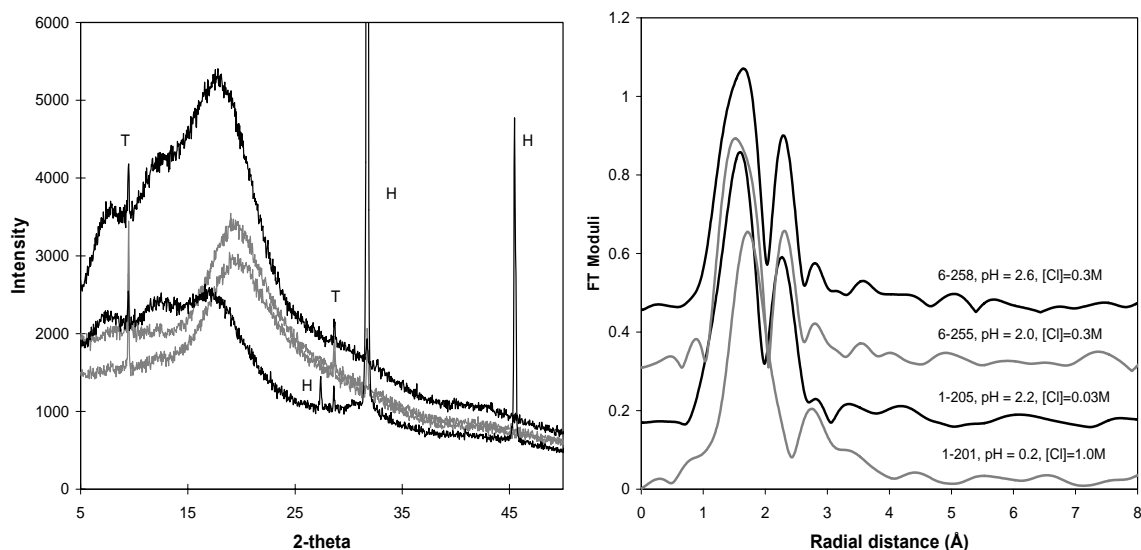 6000
5000
4000
3000
2000
1000
0
Intensity
T
H
H
T
H
5
15
25
35
45
2-theta
1.2
1
0.8
0.6
0.4
0.2
0
FT Moduli
6-258, pH = 2.6, [Cl]=0.3M
6-255, pH = 2.0, [Cl]=0.3M
1-205, pH = 2.2, [Cl]=0.03M
1-201, pH = 0.2, [Cl]=1.0M
0 1 2 3 4 5 6 7 8
Radial distance (Å)